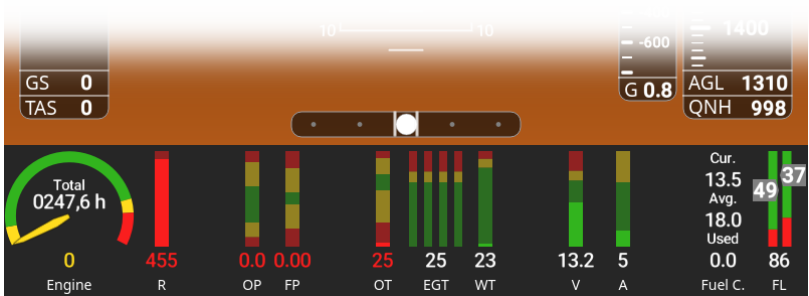 10 10
1400
-600
GS 0
TAS 0
G 0.8
AGL 1310
QNH 998
Total
0247,6 h
0
Engine
455
R
0.0
OP
0.00
FP
25
OT
25
EGT
23
WT
13.2
V
5
A
Cur.
13.5
Avg.
18.0
Used
0.0
Fuel C.
49
37
86
FL